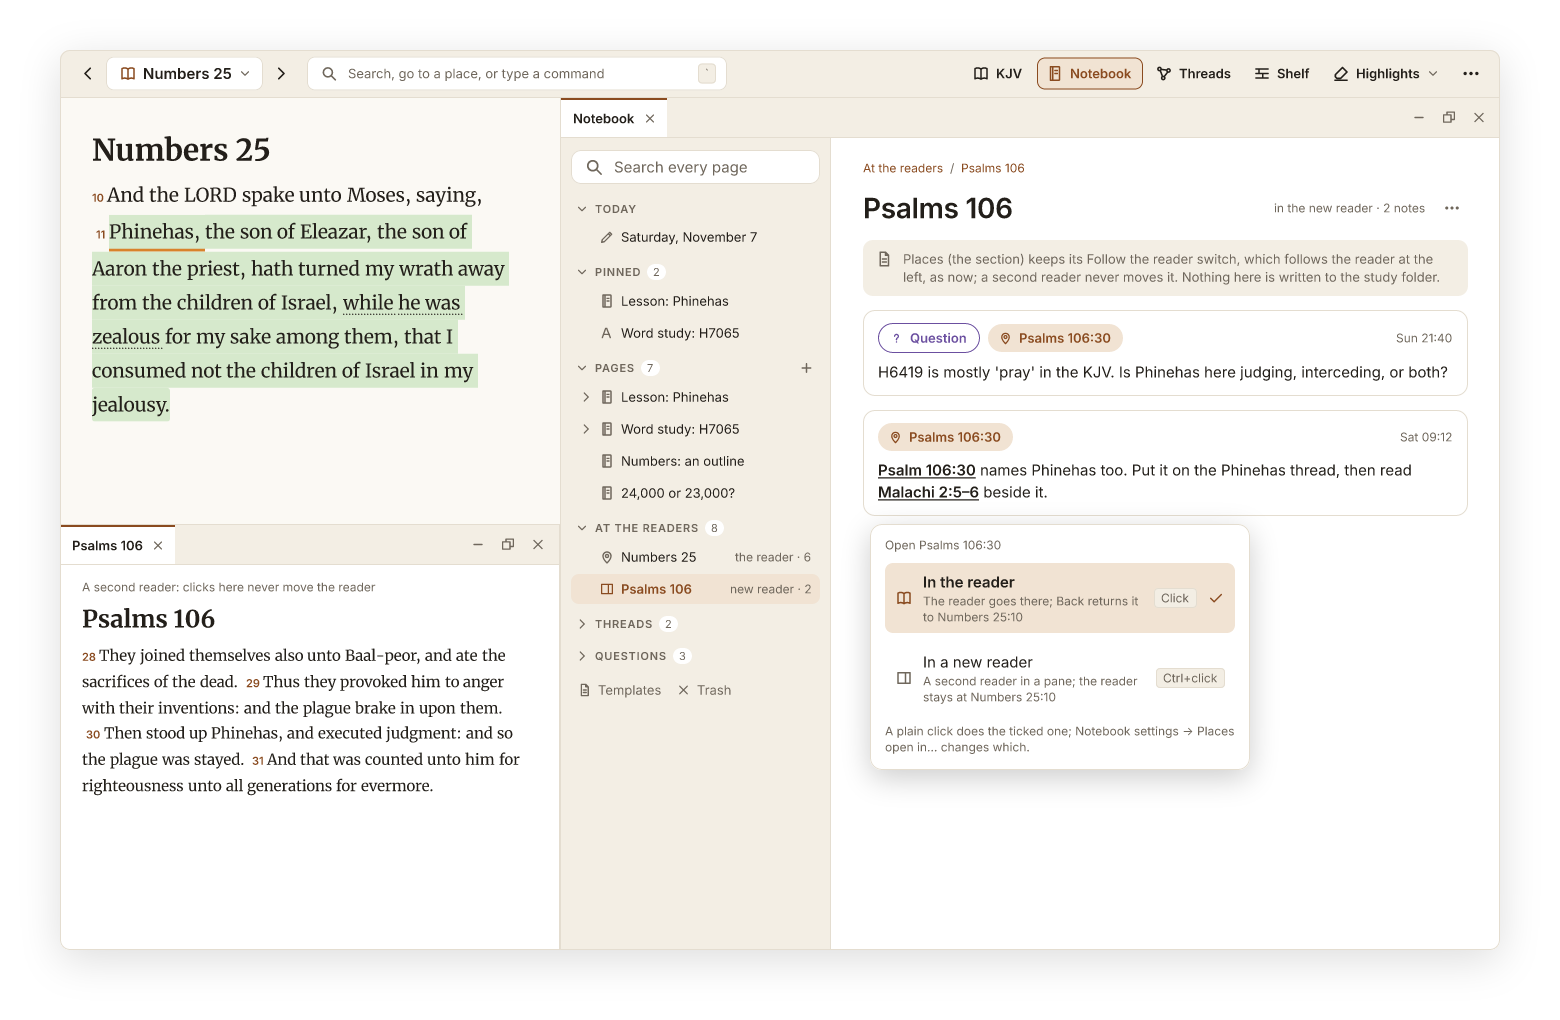 Numbers 25
Search, go to a place, or type a command
KJV
Notebook
Threads
Shelf
Highlights
Numbers 25
10 And the LORD spake unto Moses, saying,
11 Phinehas, the son of Eleazar, the son of
Aaron the priest, hath turned my wrath away
from the children of Israel, while he was
zealous for my sake among them, that I
consumed not the children of Israel in my
jealousy.
Psalms 106
A second reader: clicks here never move the reader
Psalms 106
28 They joined themselves also unto Baal-peor, and ate the
sacrifices of the dead. 29 Thus they provoked him to anger
with their inventions: and the plague brake in upon them.
30 Then stood up Phinehas, and executed judgment: and so
the plague was stayed. 31 And that was counted unto him for
righteousness unto all generations for evermore.
Notebook
Search every page
TODAY
Saturday, November 7
PINNED 2
Lesson: Phinehas
A Word study: H7065
PAGES 7
Lesson: Phinehas
Word study: H7065
Numbers: an outline
24,000 or 23,000?
AT THE READERS 8
Numbers 25 the reader · 6
Psalms 106 new reader · 2
THREADS 2
QUESTIONS 3
Templates Trash
At the readers / Psalms 106
Psalms 106
in the new reader · 2 notes
Places (the section) keeps its Follow the reader switch, which follows the reader at the
left, as now; a second reader never moves it. Nothing here is written to the study folder.
? Question Psalms 106:30 Sun 21:40
H6419 is mostly 'pray' in the KJV. Is Phinehas here judging, interceding, or both?
Psalms 106:30 Sat 09:12
Psalm 106:30 names Phinehas too. Put it on the Phinehas thread, then read
Malachi 2:5–6 beside it.
Open Psalms 106:30
In the reader
The reader goes there; Back returns it
to Numbers 25:10
Click
In a new reader
A second reader in a pane; the reader
stays at Numbers 25:10
Ctrl+click
A plain click does the ticked one; Notebook settings → Places
open in... changes which.